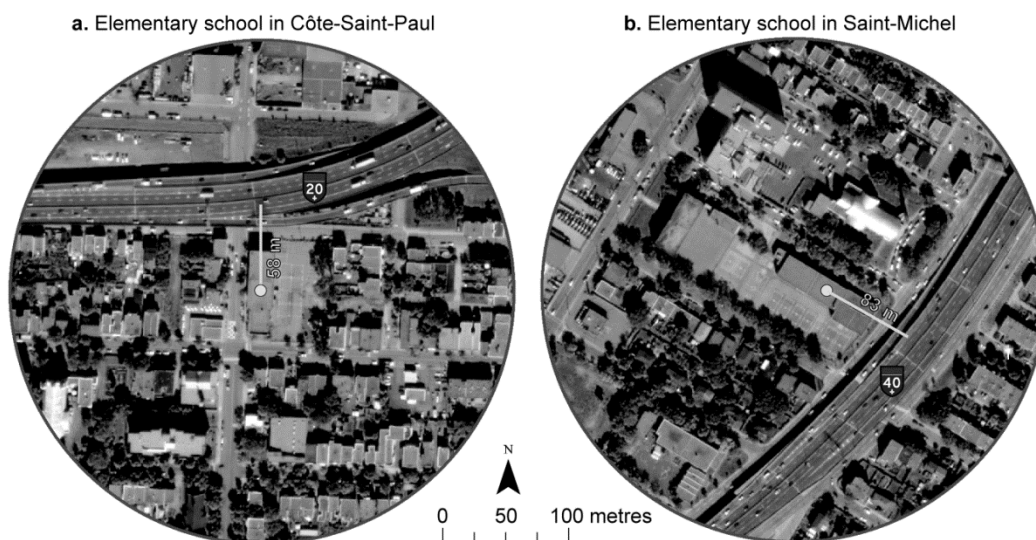 a. Elementary school in Côte-Saint-Paul
b. Elementary school in Saint-Michel
20
58 m
83 m
40
N
0 50 100 metres